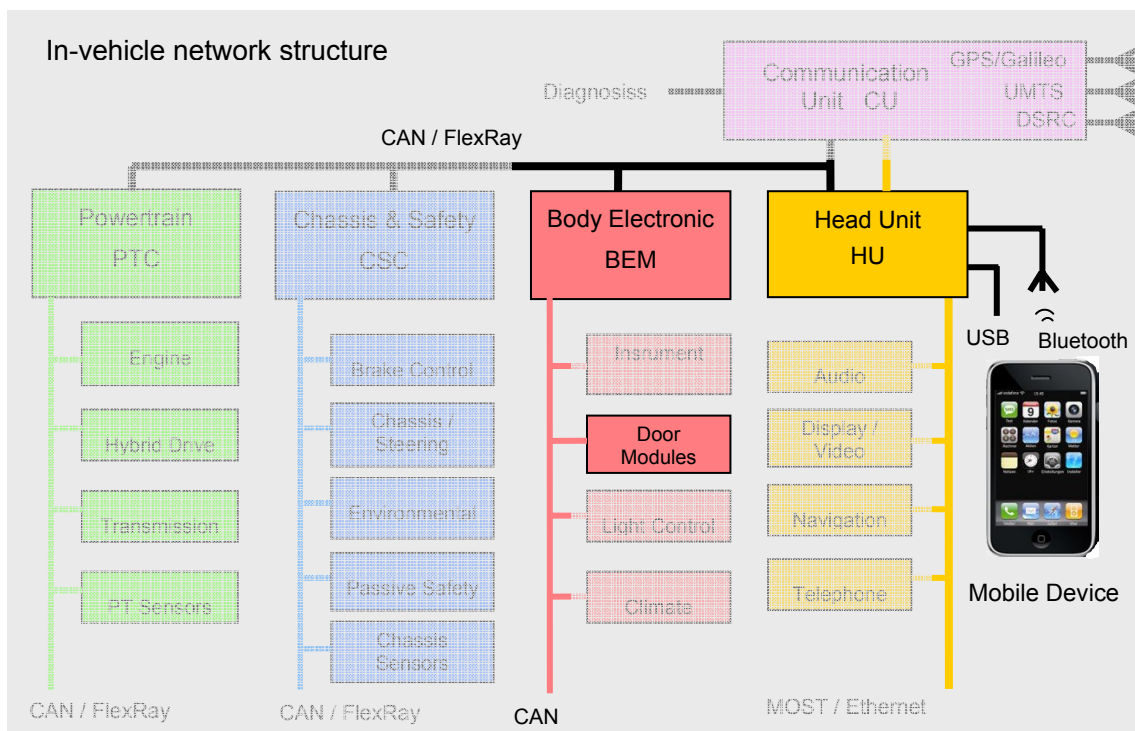 In-vehicle network structure
GPS/Galileo
Communication
Unit CU
UMTS
DSRC
Diagnosiss
CAN / FlexRay
Powertrain
PTC
Chassis & Safety
CSC
Body Electronic
BEM
Head Unit
HU
USB
Bluetooth
Engine
Hybrid Drive
Transmission
PT Sensors
Brake Control
Chassis /
Steering
Environmental
Passive Safety
Chassis
Sensors
Insrument
Door
Modules
Light Control
Climate
Audio
Display /
Video
Navigation
Telephone
Mobile Device
CAN / FlexRay
CAN / FlexRay
CAN
MOST / Ethernet